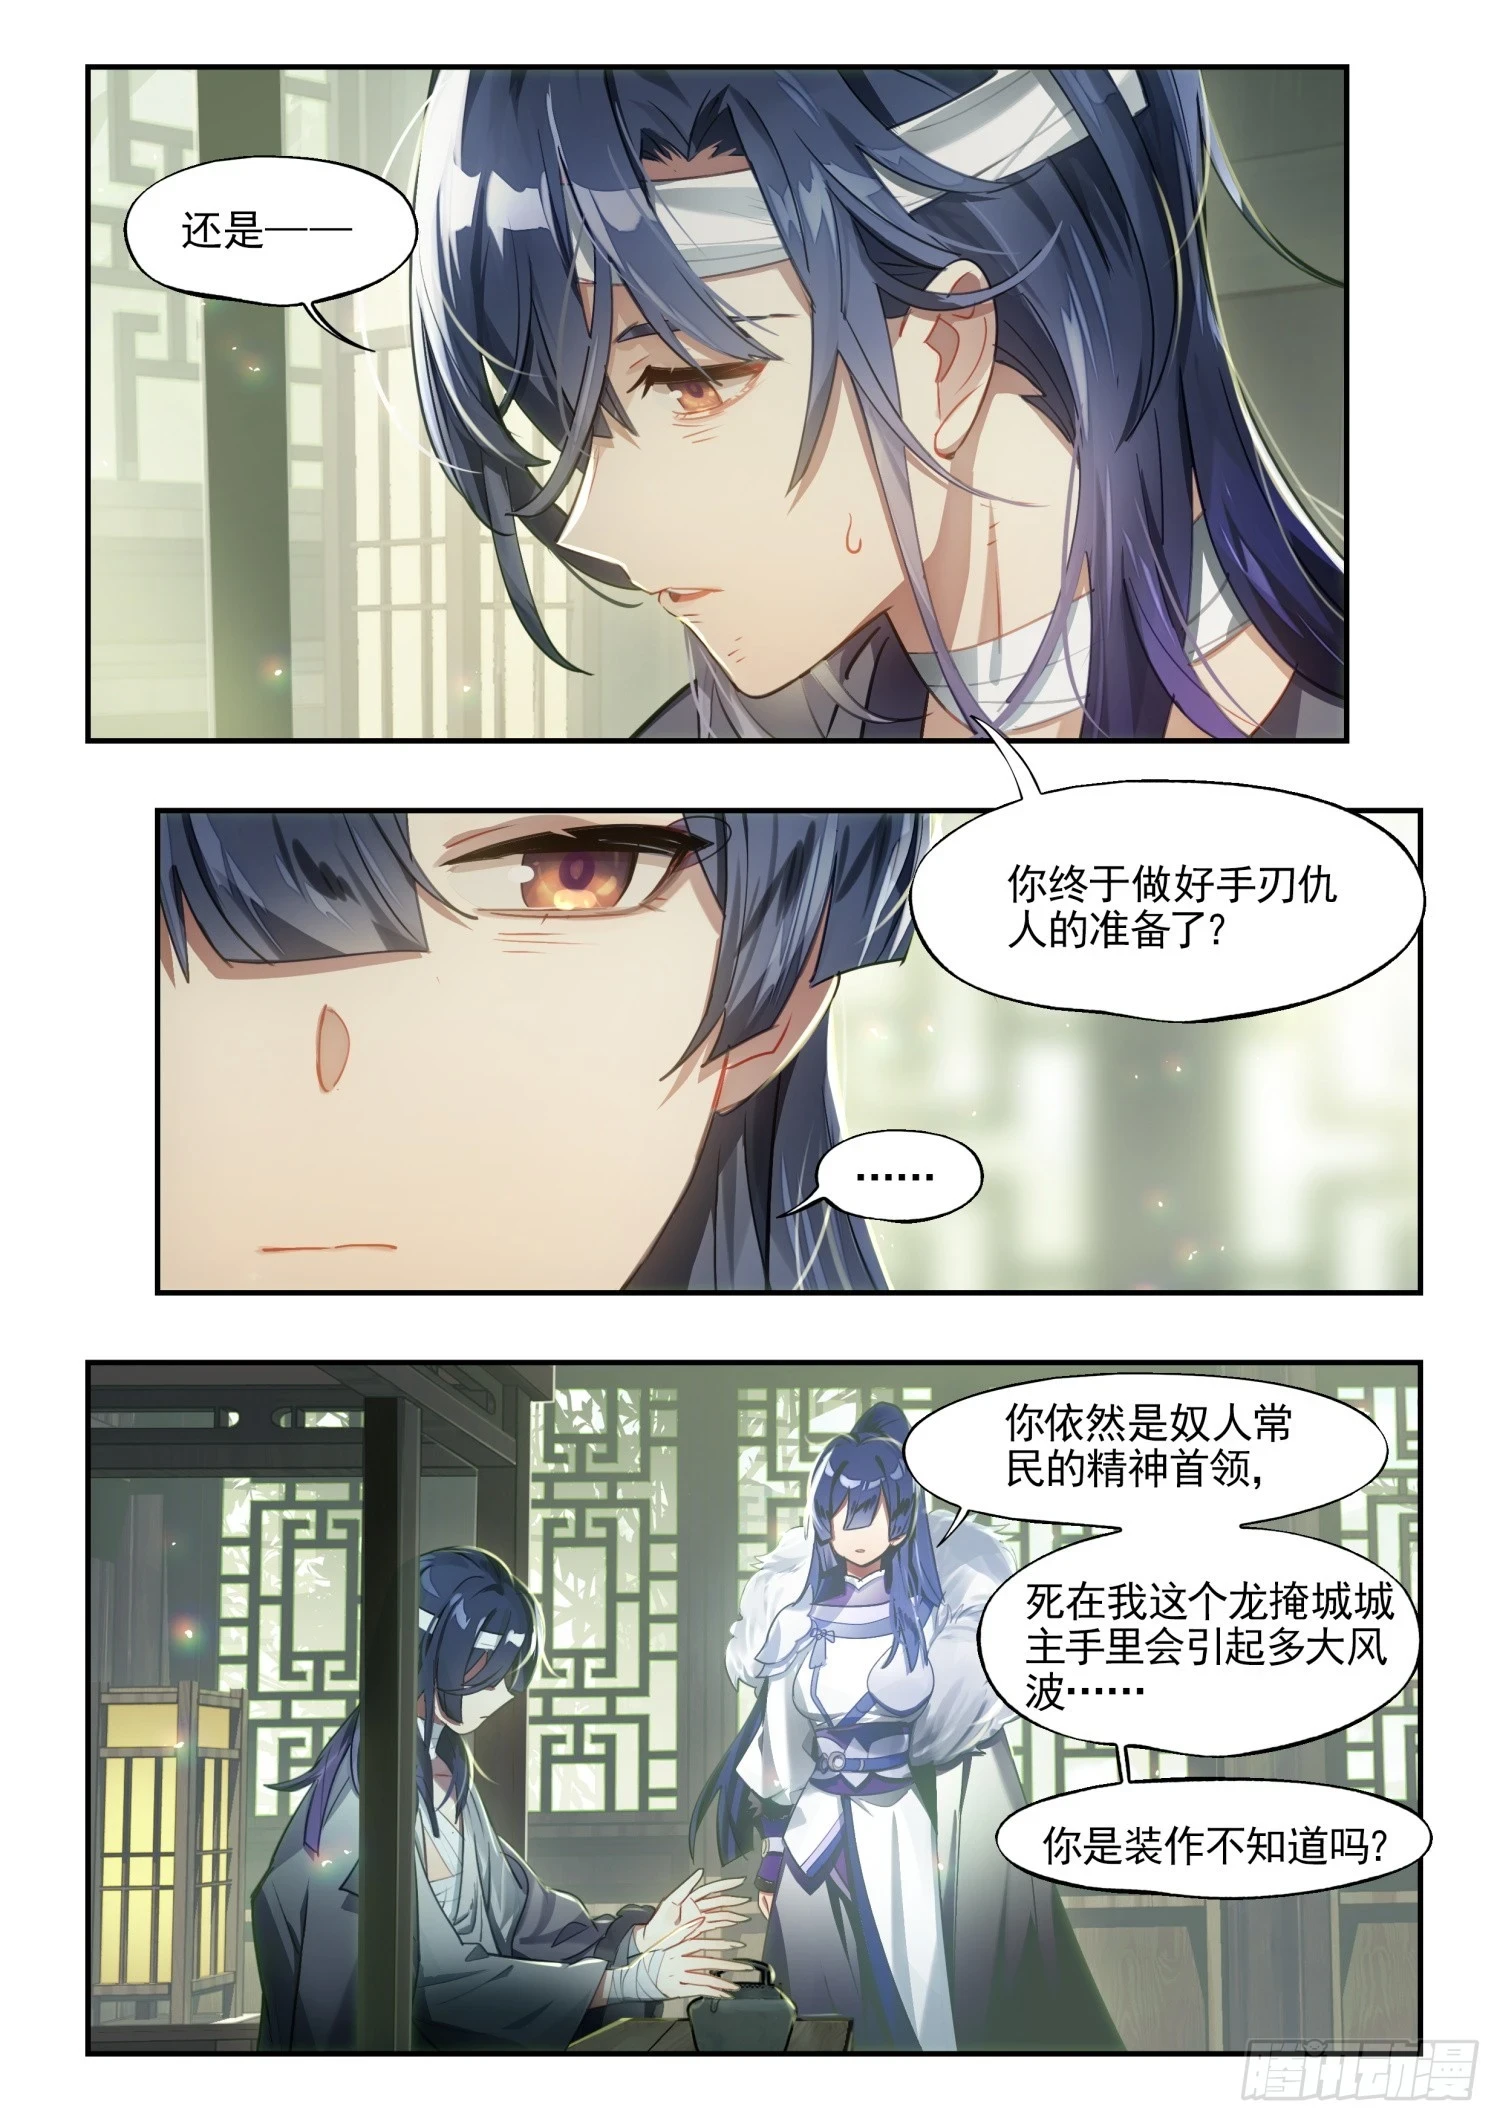 还是——
你终于做好手刃仇
人的准备了?
……
你依然是奴人常
民的精神首领,
死在我这个龙掩城城
主手里会引起多大风
波……
你是装作不知道吗?
腾讯动漫